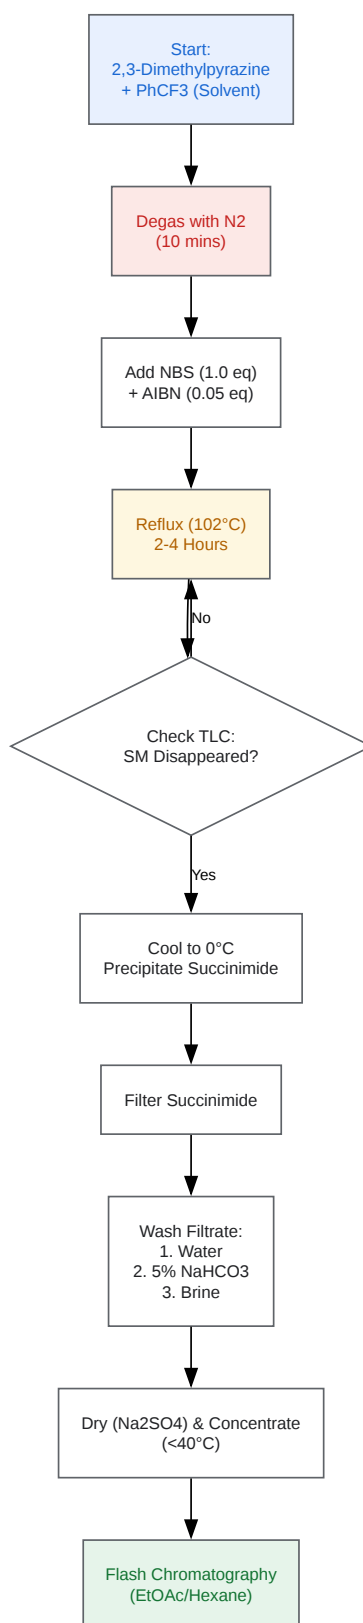 Start:
2,3-Dimethylpyrazine
+ PhCF3 (Solvent)
Degas with N2
(10 mins)
Add NBS (1.0 eq)
+ AIBN (0.05 eq)
Reflux (102°C)
2-4 Hours
No
Check TLC:
SM Disappeared?
Yes
Cool to 0°C
Precipitate Succinimide
Filter Succinimide
Wash Filtrate:
1. Water
2. 5% NaHCO3
3. Brine
Dry (Na2SO4) & Concentrate
(<40°C)
Flash Chromatography
(EtOAc/Hexane)